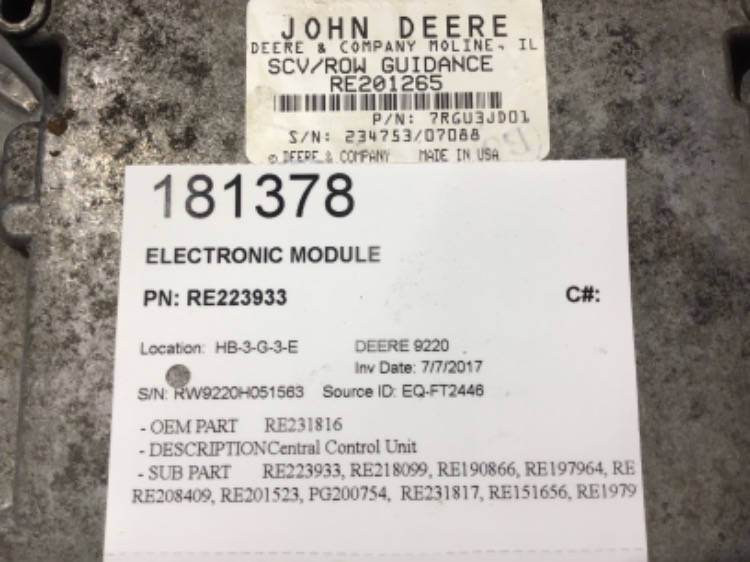 JOHN DEERE
DEERE & COMPANY MOLINE, IL
SCV/ROW GUIDANCE
RE201265
P/N: 7RGU3JD01
S/N: 234753/07088
© DEERE & COMPANY MADE IN USA
181378
ELECTRONIC MODULE
PN: RE223933 C#:
Location: HB-3-G-3-E DEERE 9220
Inv Date: 7/7/2017
S/N: RW9220H051563 Source ID: EQ-FT2446
- OEM PART RE231816
- DESCRIPTIONCentral Control Unit
- SUB PART RE223933, RE218099, RE190866, RE197964, RE
RE208409, RE201523, PG200754, RE231817, RE151656, RE1979